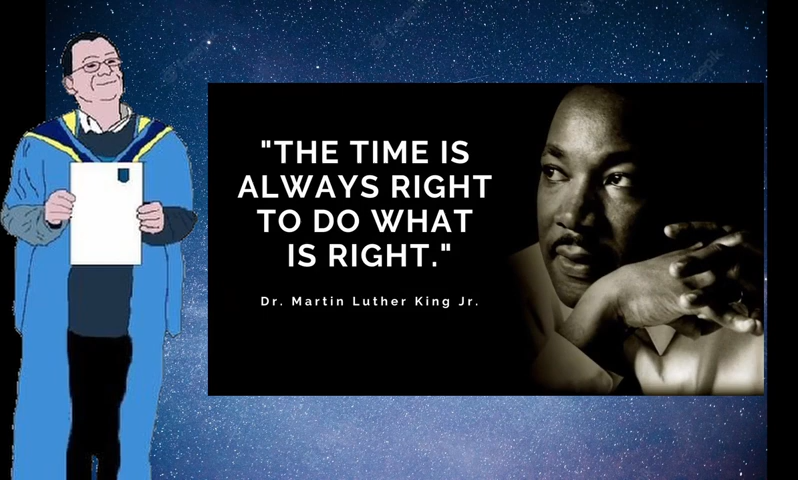 "THE TIME IS
ALWAYS RIGHT
TO DO WHAT
IS RIGHT."
Dr. Martin Luther King Jr.